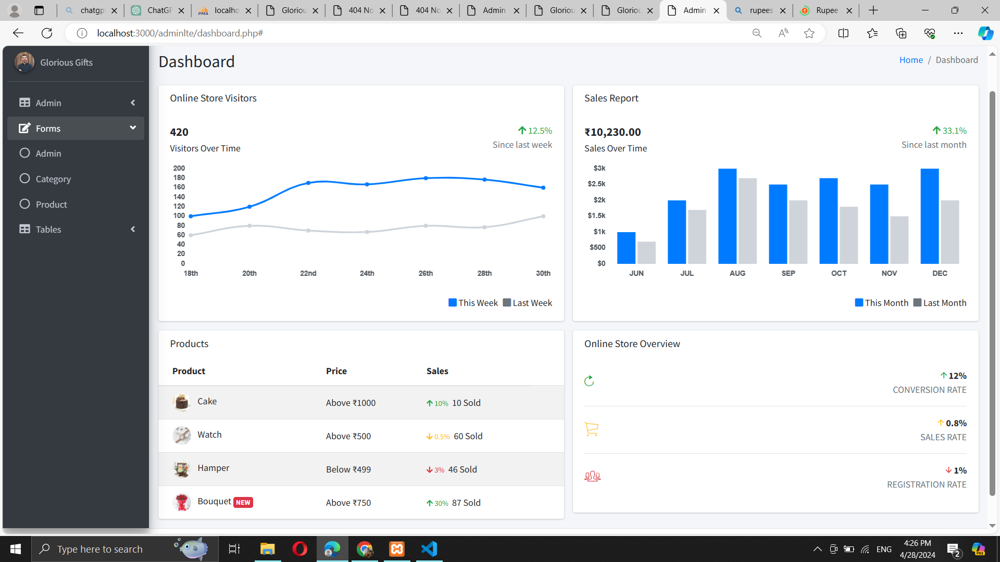 chatgp
ChatGP
localho
Gloriou
404 No
404 No
Admin
Gloriou
Gloriou
Admin
rupees
Rupee
localhost:3000/adminlte/dashboard.php#
Glorious Gifts
Admin
Forms
Admin
Category
Product
Tables
Dashboard
Home / Dashboard
Online Store Visitors
420
Visitors Over Time
12.5%
Since last week
200
180
160
140
120
100
80
60
40
20
0
18th 20th 22nd 24th 26th 28th 30th
This Week Last Week
Sales Report
₹10,230.00
Sales Over Time
33.1%
Since last month
$3k
$2.5k
$2k
$1.5k
$1k
$500
$0
JUN JUL AUG SEP OCT NOV DEC
This Month Last Month
Products
Product Price Sales
Cake Above ₹1000 10% 10 Sold
Watch Above ₹500 0.5% 60 Sold
Hamper Below ₹499 3% 46 Sold
Bouquet NEW Above ₹750 30% 87 Sold
Online Store Overview
12%
CONVERSION RATE
0.8%
SALES RATE
1%
REGISTRATION RATE
Type here to search
ENG
4:26 PM
4/28/2024
2
PRE
PMA